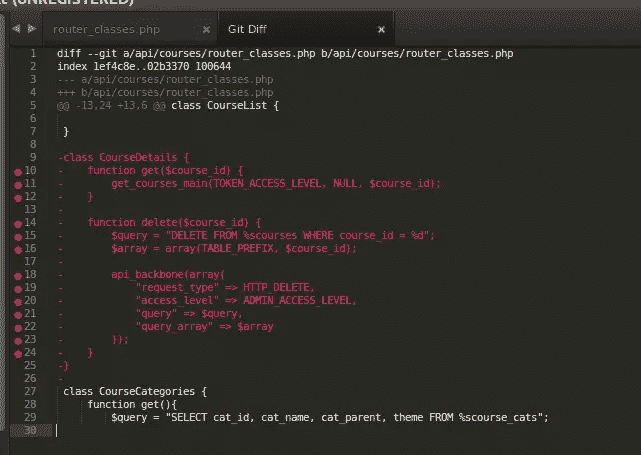 (UNREGISTERED)
router_classes.php × Git Diff ×
1 diff --git a/api/courses/router_classes.php b/api/courses/router_classes.php
2 index 1ef4c8e..02b3370 100644
3 --- a/api/courses/router_classes.php
4 +++ b/api/courses/router_classes.php
5 @@ -13,24 +13,6 @@ class CourseList {
6
7 }
8
9 -class CourseDetails {
10 - function get($course_id) {
11 - get_courses_main(TOKEN_ACCESS_LEVEL, NULL, $course_id);
12 - }
13 -
14 - function delete($course_id) {
15 - $query = "DELETE FROM %scourses WHERE course_id = %d";
16 - $array = array(TABLE_PREFIX, $course_id);
17 -
18 - api_backbone(array(
19 - "request_type" => HTTP_DELETE,
20 - "access_level" => ADMIN_ACCESS_LEVEL,
21 - "query" => $query,
22 - "query_array" => $array
23 - ));
24 - }
25 -}
26 -
27 class CourseCategories {
28 function get(){
29 $query = "SELECT cat_id, cat_name, cat_parent, theme FROM %scourse_cats";
30